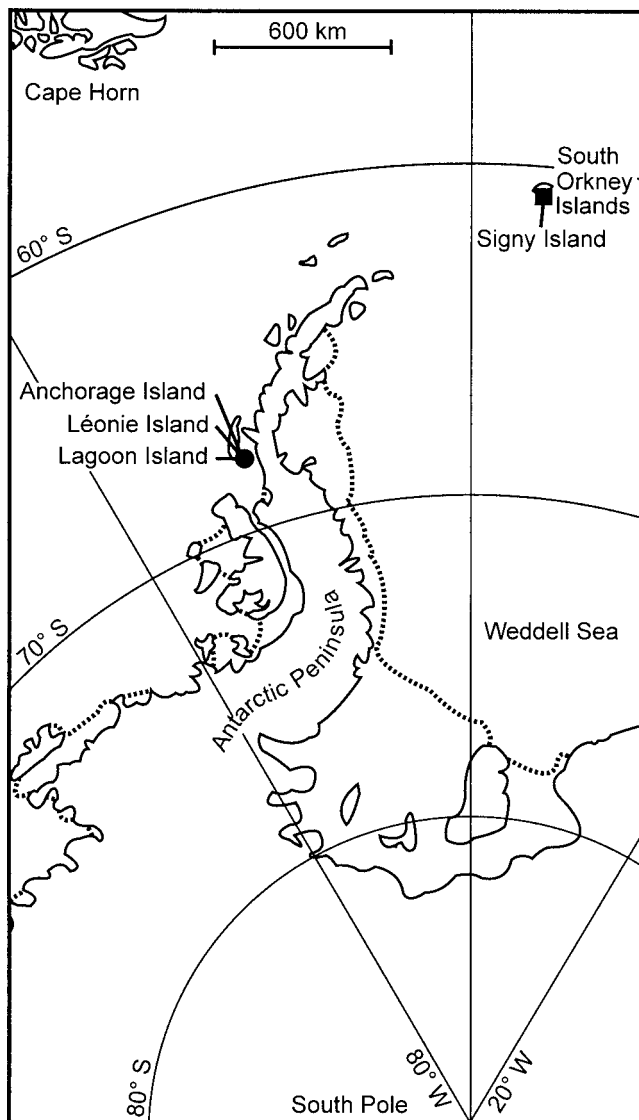 600 km
Cape Horn
South
Orkney
Islands
Signy Island
60° S
Anchorage Island
Léonie Island
Lagoon Island
70° S
Weddell Sea
Antarctic Peninsula
80° S
80° W
20° W
South Pole